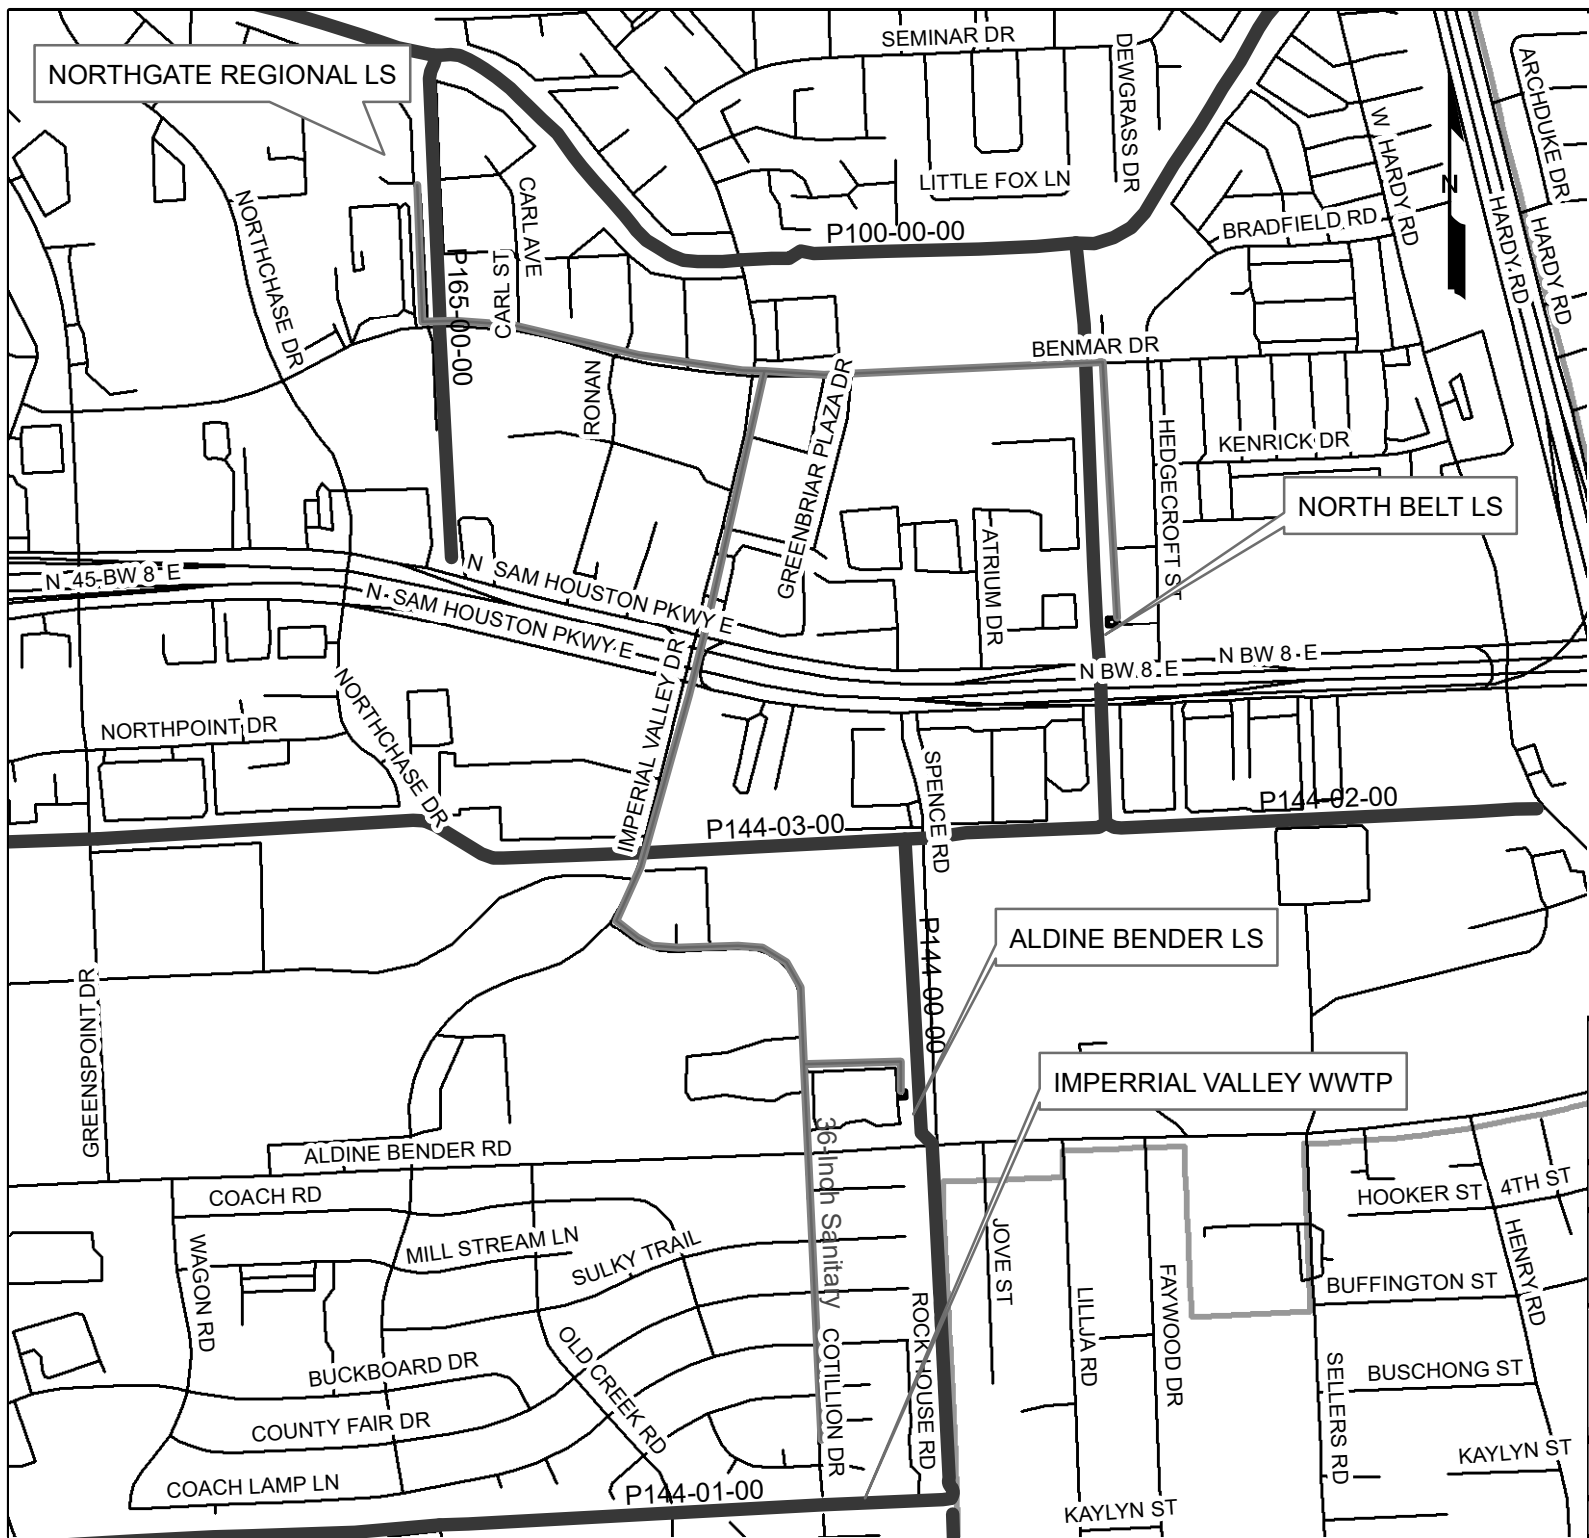 SEMINAR DR
DEWGRASS DR
ARCHDUKE DR
NORTHGATE REGIONAL LS
W HARDY RD
N
LITTLE FOX LN
CARL AVE
NORTHCHASE DR
BRADFIELD RD
HARDY RD
HARDY RD
P100-00-00
P165-00-00
CARL ST
BENMAR DR
RONAN
GREENBRIAR PLAZA DR
HEDGECROFT ST
KENRICK DR
NORTH BELT LS
ATRIUM DR
N 45-BW 8 E
N SAM HOUSTON PKWY E
N SAM HOUSTON PKWY E
N BW 8 E
N BW 8 E
IMPERIAL VALLEY DR
NORTHCHASE DR
NORTHPOINT DR
SPENCE RD
P144-03-00
P144-02-00
P144-00-00
ALDINE BENDER LS
GREENSPOINT DR
IMPERRIAL VALLEY WWTP
36-Inch Sanitary
ALDINE BENDER RD
COACH RD
HOOKER ST
4TH ST
WAGON RD
MILL STREAM LN
SULKY TRAIL
JOVE ST
HENRY RD
LILLJA RD
FAYWOOD DR
BUFFINGTON ST
ROCK HOUSE RD
COTILLION DR
OLD CREEK RD
BUCKBOARD DR
SELLERS RD
BUSCHONG ST
COUNTY FAIR DR
KAYLYN ST
COACH LAMP LN
P144-01-00
KAYLYN ST